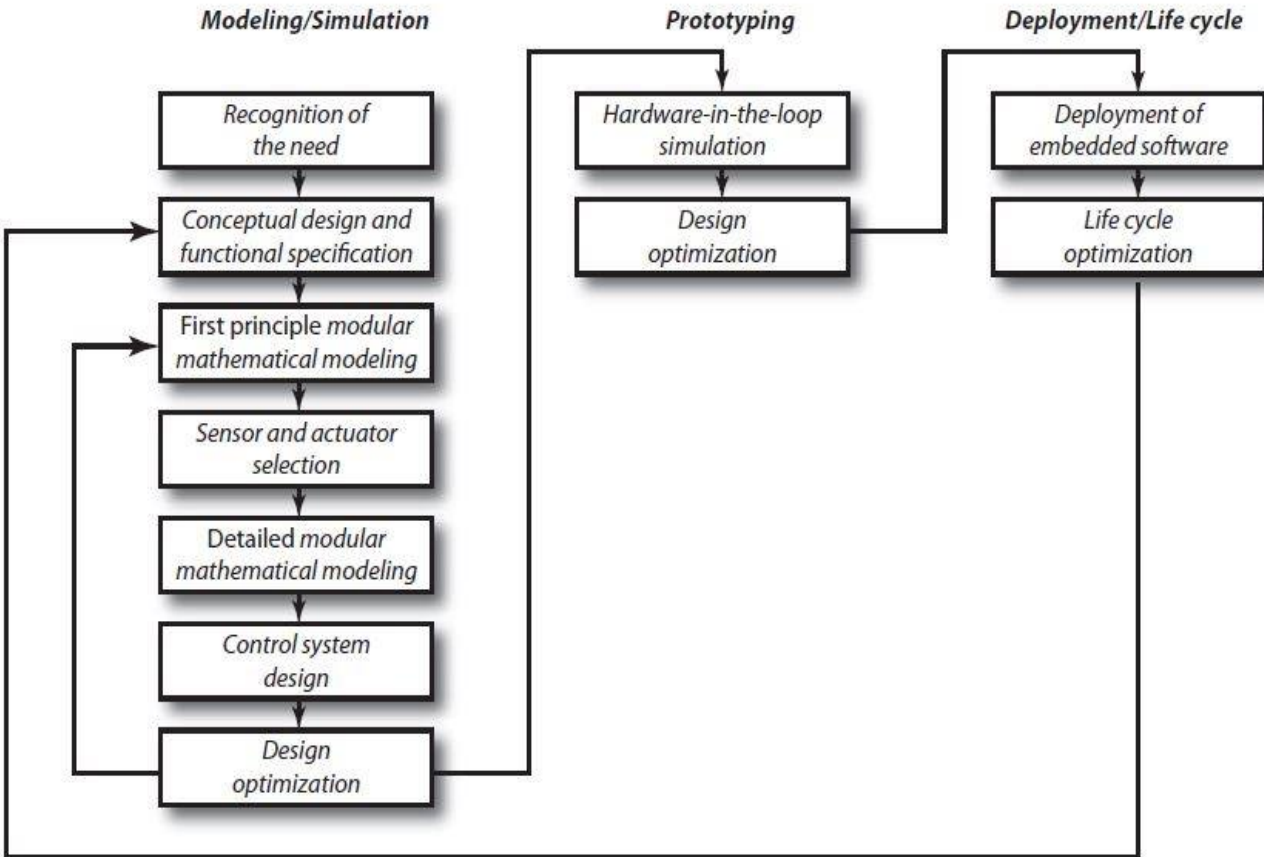 Modeling/Simulation
Recognition of
the need
Conceptual design and
functional specification
First principle modular
mathematical modeling
Sensor and actuator
selection
Detailed modular
mathematical modeling
Control system
design
Design
optimization
Prototyping
Hardware-in-the-loop
simulation
Design
optimization
Deployment/Life cycle
Deployment of
embedded software
Life cycle
optimization